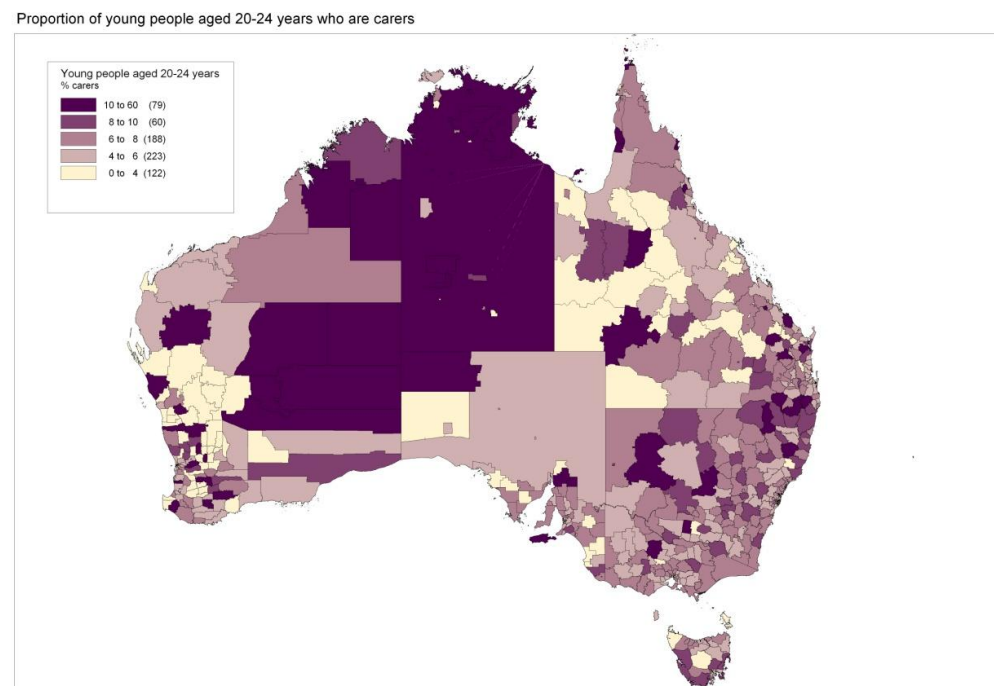 Proportion of young people aged 20-24 years who are carers
Young people aged 20-24 years
% carers
10 to 60 (79)
8 to 10 (60)
6 to 8 (188)
4 to 6 (223)
0 to 4 (122)